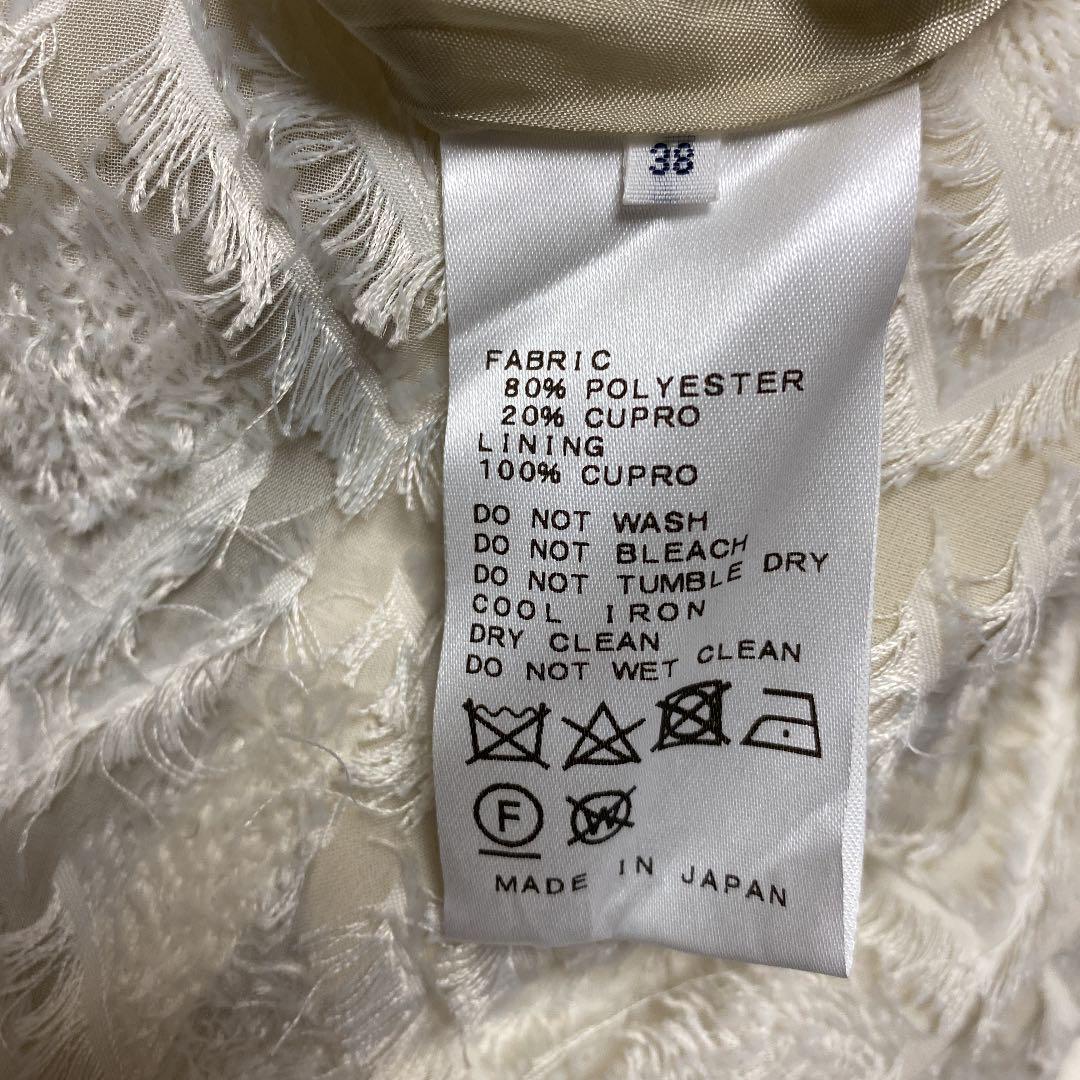 38
FABRIC
80% POLYESTER
20% CUPRO
LINING
100% CUPRO
DO NOT WASH
DO NOT BLEACH
DO NOT TUMBLE DRY
COOL IRON
DRY CLEAN
DO NOT WET CLEAN
F W
MADE IN JAPAN